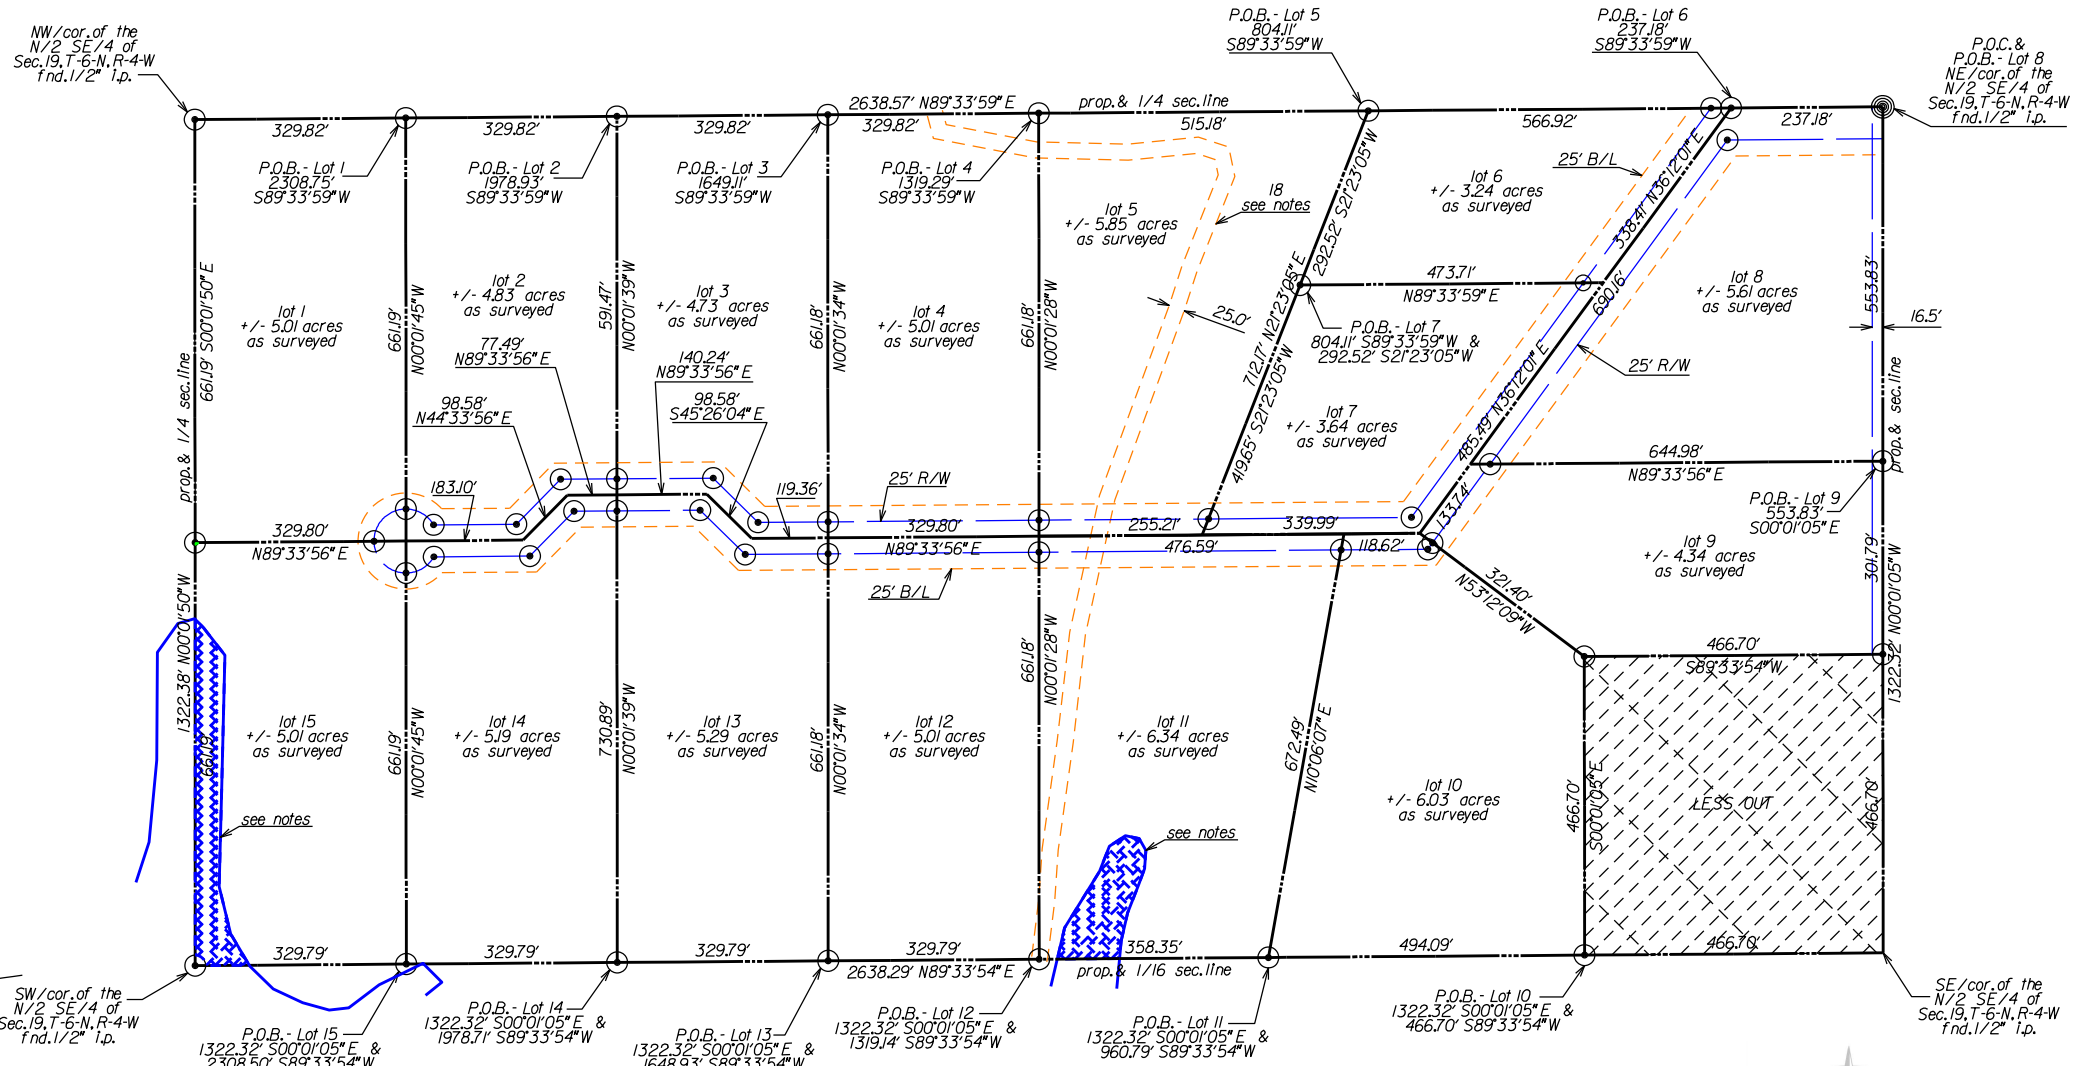 NW/cor. of the
N/2 SE/4 of
Sec. 19, T-6-N, R-4-W
fnd. 1/2" i.p.
P.O.B. - Lot 5
804.11'
S89°33'59"W
P.O.B. - Lot 6
237.18'
S89°33'59"W
P.O.C. &
P.O.B. - Lot 8
NE/cor. of the
N/2 SE/4 of
Sec. 19, T-6-N, R-4-W
fnd. 1/2" i.p.
2638.57' N89°33'59"E
prop. & 1/4 sec. line
329.82'
329.82'
329.82'
329.82'
515.18'
566.92'
237.18'
P.O.B. - Lot 1
2308.75'
S89°33'59"W
P.O.B. - Lot 2
1978.93'
S89°33'59"W
P.O.B. - Lot 3
1649.11'
S89°33'59"W
P.O.B. - Lot 4
1319.29'
S89°33'59"W
18
see notes
25' B/L
lot 1
+/- 5.01 acres
as surveyed
lot 2
+/- 4.83 acres
as surveyed
lot 3
+/- 4.73 acres
as surveyed
lot 4
+/- 5.01 acres
as surveyed
lot 5
+/- 5.85 acres
as surveyed
lot 6
+/- 3.24 acres
as surveyed
lot 7
+/- 3.64 acres
as surveyed
lot 8
+/- 5.61 acres
as surveyed
prop. & 1/4 sec. line
661.19' S00°01'50"E
661.19'
N00°01'45"W
591.47'
N00°01'39"W
661.18'
N00°01'34"W
661.18'
N00°01'28"W
25.0'
292.52' S21°23'05"W
712.17' N21°23'05"E
419.65' S21°23'05"W
473.71'
N89°33'59"E
P.O.B. - Lot 7
804.11' S89°33'59"W &
292.52' S21°23'05"W
338.41' N36°12'01"E
690.16'
485.49' N36°12'01"E
133.74'
25' R/W
553.83'
16.5'
prop. & sec. line
77.49'
N89°33'56"E
140.24'
N89°33'56"E
98.58'
N44°33'56"E
98.58'
S45°26'04"E
183.10'
119.36'
25' R/W
329.80'
N89°33'56"E
329.80'
N89°33'56"E
255.21'
476.59'
339.99'
118.62'
25' B/L
644.98'
N89°33'56"E
P.O.B. - Lot 9
553.83'
S00°01'05"E
lot 9
+/- 4.34 acres
as surveyed
301.79'
1322.32' N00°01'05"W
321.40'
N53°12'09"W
466.70'
S89°33'54"W
1322.38' N00°01'50"W
661.19'
lot 15
+/- 5.01 acres
as surveyed
661.19'
N00°01'45"W
lot 14
+/- 5.19 acres
as surveyed
730.89'
N00°01'39"W
lot 13
+/- 5.29 acres
as surveyed
661.18'
N00°01'34"W
lot 12
+/- 5.01 acres
as surveyed
661.18'
N00°01'28"W
lot 11
+/- 6.34 acres
as surveyed
672.49'
N10°06'07"E
lot 10
+/- 6.03 acres
as surveyed
466.70'
S00°01'05"E
LESS OUT
466.70'
see notes
see notes
329.79'
329.79'
329.79'
329.79'
358.35'
494.09'
466.70'
2638.29' N89°33'54"E
prop. & 1/16 sec. line
SW/cor. of the
N/2 SE/4 of
Sec. 19, T-6-N, R-4-W
fnd. 1/2" i.p.
P.O.B. - Lot 15
1322.32' S00°01'05"E &
2308.50' S89°33'54"W
P.O.B. - Lot 14
1322.32' S00°01'05"E &
1978.71' S89°33'54"W
P.O.B. - Lot 13
1322.32' S00°01'05"E &
1648.93' S89°33'54"W
P.O.B. - Lot 12
1322.32' S00°01'05"E &
1319.14' S89°33'54"W
P.O.B. - Lot 11
1322.32' S00°01'05"E &
960.79' S89°33'54"W
P.O.B. - Lot 10
1322.32' S00°01'05"E &
466.70' S89°33'54"W
SE/cor. of the
N/2 SE/4 of
Sec. 19, T-6-N, R-4-W
fnd. 1/2" i.p.